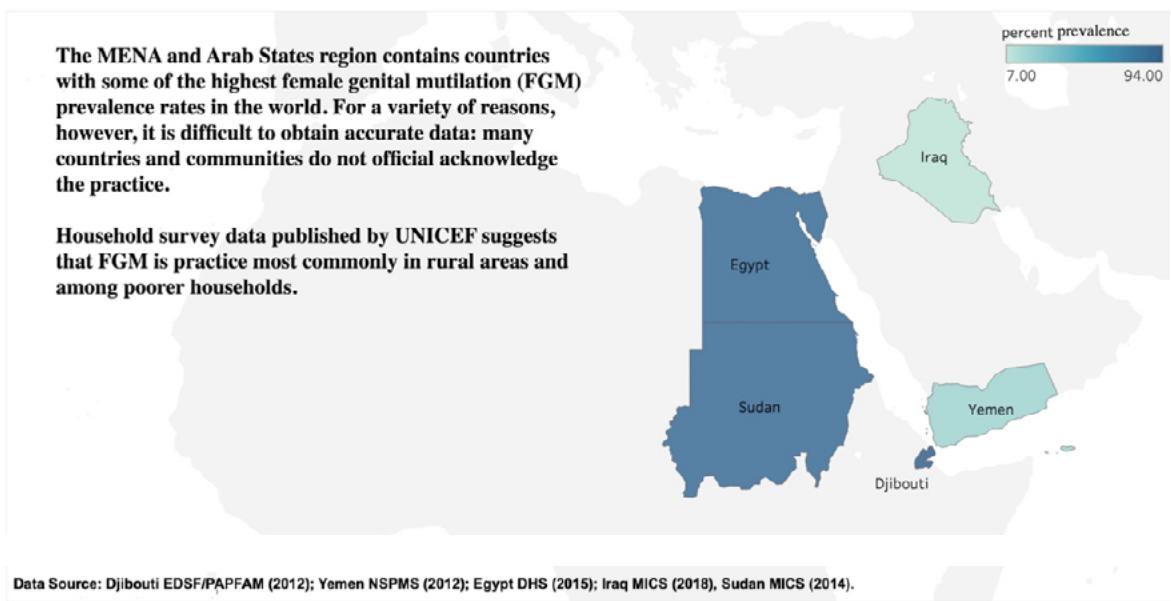 The MENA and Arab States region contains countries
with some of the highest female genital mutilation (FGM)
prevalence rates in the world. For a variety of reasons,
however, it is difficult to obtain accurate data: many
countries and communities do not official acknowledge
the practice.
Household survey data published by UNICEF suggests
that FGM is practice most commonly in rural areas and
among poorer households.
percent prevalence
7.00 94.00
Iraq
Egypt
Sudan
Yemen
Djibouti
Data Source: Djibouti EDSF/PAPFAM (2012); Yemen NSPMS (2012); Egypt DHS (2015); Iraq MICS (2018), Sudan MICS (2014).